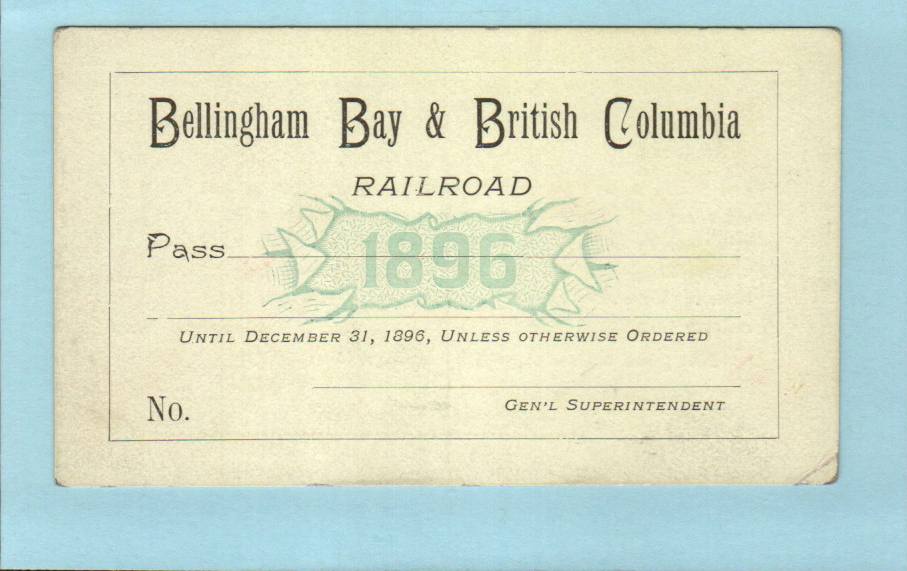 Bellingham Bay & British Columbia
RAILROAD
1896
Pass
UNTIL DECEMBER 31, 1896, UNLESS OTHERWISE ORDERED
No.
GEN'L SUPERINTENDENT